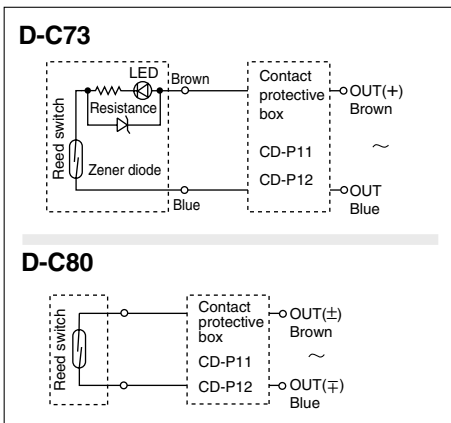 D-C73
LED
Brown
Resistance
Zener diode
Reed switch
Blue
Contact
protective
box
CD-P11
CD-P12
OUT(+)
Brown
~
OUT
Blue
D-C80
Reed switch
Contact
protective
box
CD-P11
CD-P12
OUT(±)
Brown
~
OUT(∓)
Blue